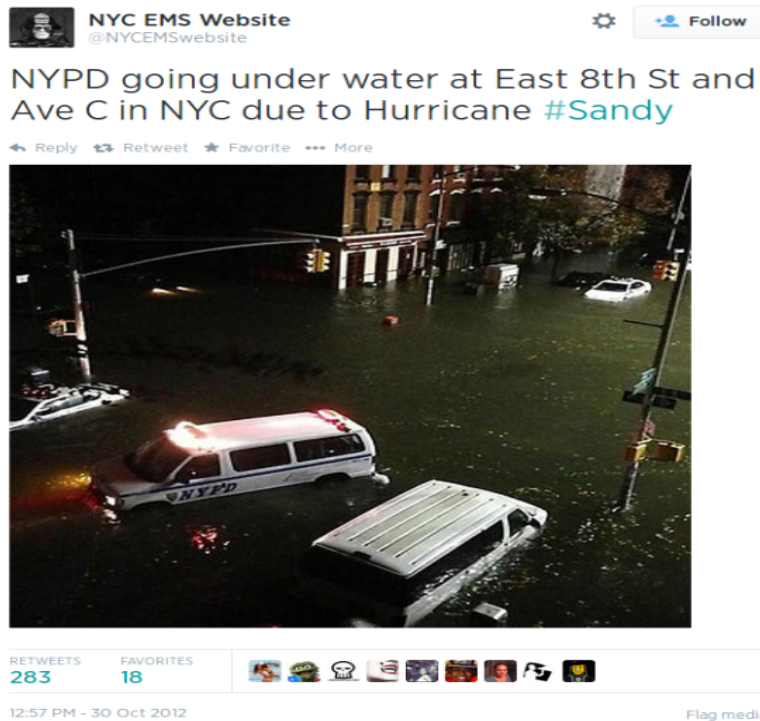 NYC EMS Website
@NYCEMSwebsite
Follow
NYPD going under water at East 8th St and
Ave C in NYC due to Hurricane #Sandy
Reply Retweet Favorite More
NYPD
RETWEETS FAVORITES
283 18
12:57 PM - 30 Oct 2012
Flag medi